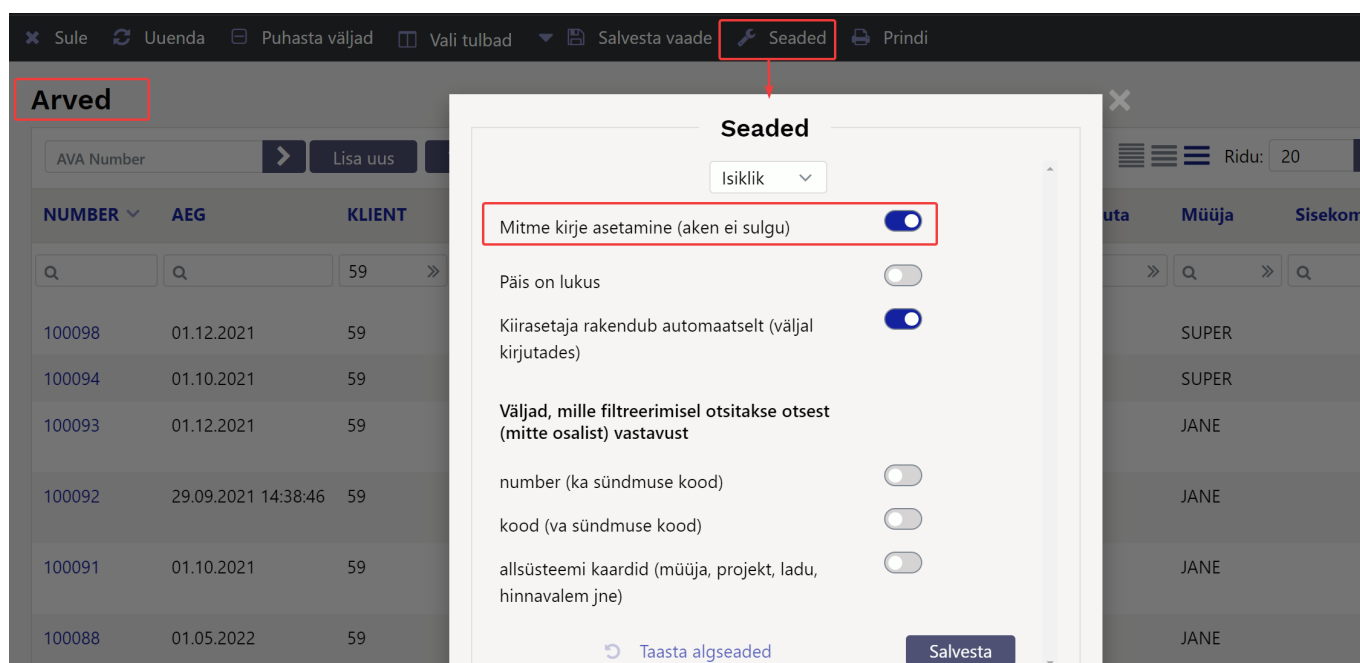 Sule Uuenda Puhasta väljad Vali tulbad Salvesta vaade Seaded Prindi
Arved
AVA Number Lisa uus Ridu: 20
NUMBER AEG KLIENT uta Müüja Sisekom
59
100098 01.12.2021 59 SUPER
100094 01.10.2021 59 SUPER
100093 01.12.2021 59 JANE
100092 29.09.2021 14:38:46 59 JANE
100091 01.10.2021 59 JANE
100088 01.05.2022 59 JANE
Seaded
Isiklik
Mitme kirje asetamine (aken ei sulgu)
Päis on lukus
Kiirasetaja rakendub automaatselt (väljal
kirjutades)
Väljad, mille filtreerimisel otsitakse otsest
(mitte osalist) vastavust
number (ka sündmuse kood)
kood (va sündmuse kood)
allsüsteemi kaardid (müüja, projekt, ladu,
hinnavalem jne)
Taasta algseaded Salvesta